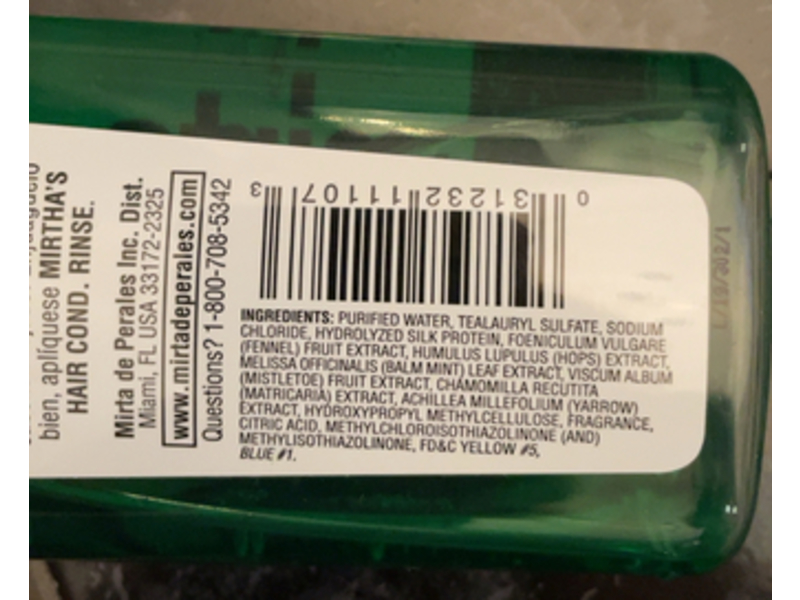 bien, aplíquese MIRTHA'S
HAIR COND. RINSE.
Mirta de Perales Inc. Dist.
Miami, FL USA 33172-2325
www.mirtadeperales.com
Questions? 1-800-708-5342
0 31232 11107 3
INGREDIENTS: PURIFIED WATER, TEALAURYL SULFATE, SODIUM
CHLORIDE, HYDROLYZED SILK PROTEIN, FOENICULUM VULGARE
(FENNEL) FRUIT EXTRACT, HUMULUS LUPULUS (HOPS) EXTRACT,
MELISSA OFFICINALIS (BALM MINT) LEAF EXTRACT, VISCUM ALBUM
(MISTLETOE) FRUIT EXTRACT, CHAMOMILLA RECUTITA
(MATRICARIA) EXTRACT, ACHILLEA MILLEFOLIUM (YARROW)
EXTRACT, HYDROXYPROPYL METHYLCELLULOSE, FRAGRANCE,
CITRIC ACID, METHYLCHLOROISOTHIAZOLINONE (AND)
METHYLISOTHIAZOLINONE, FD&C YELLOW #5,
BLUE #1.